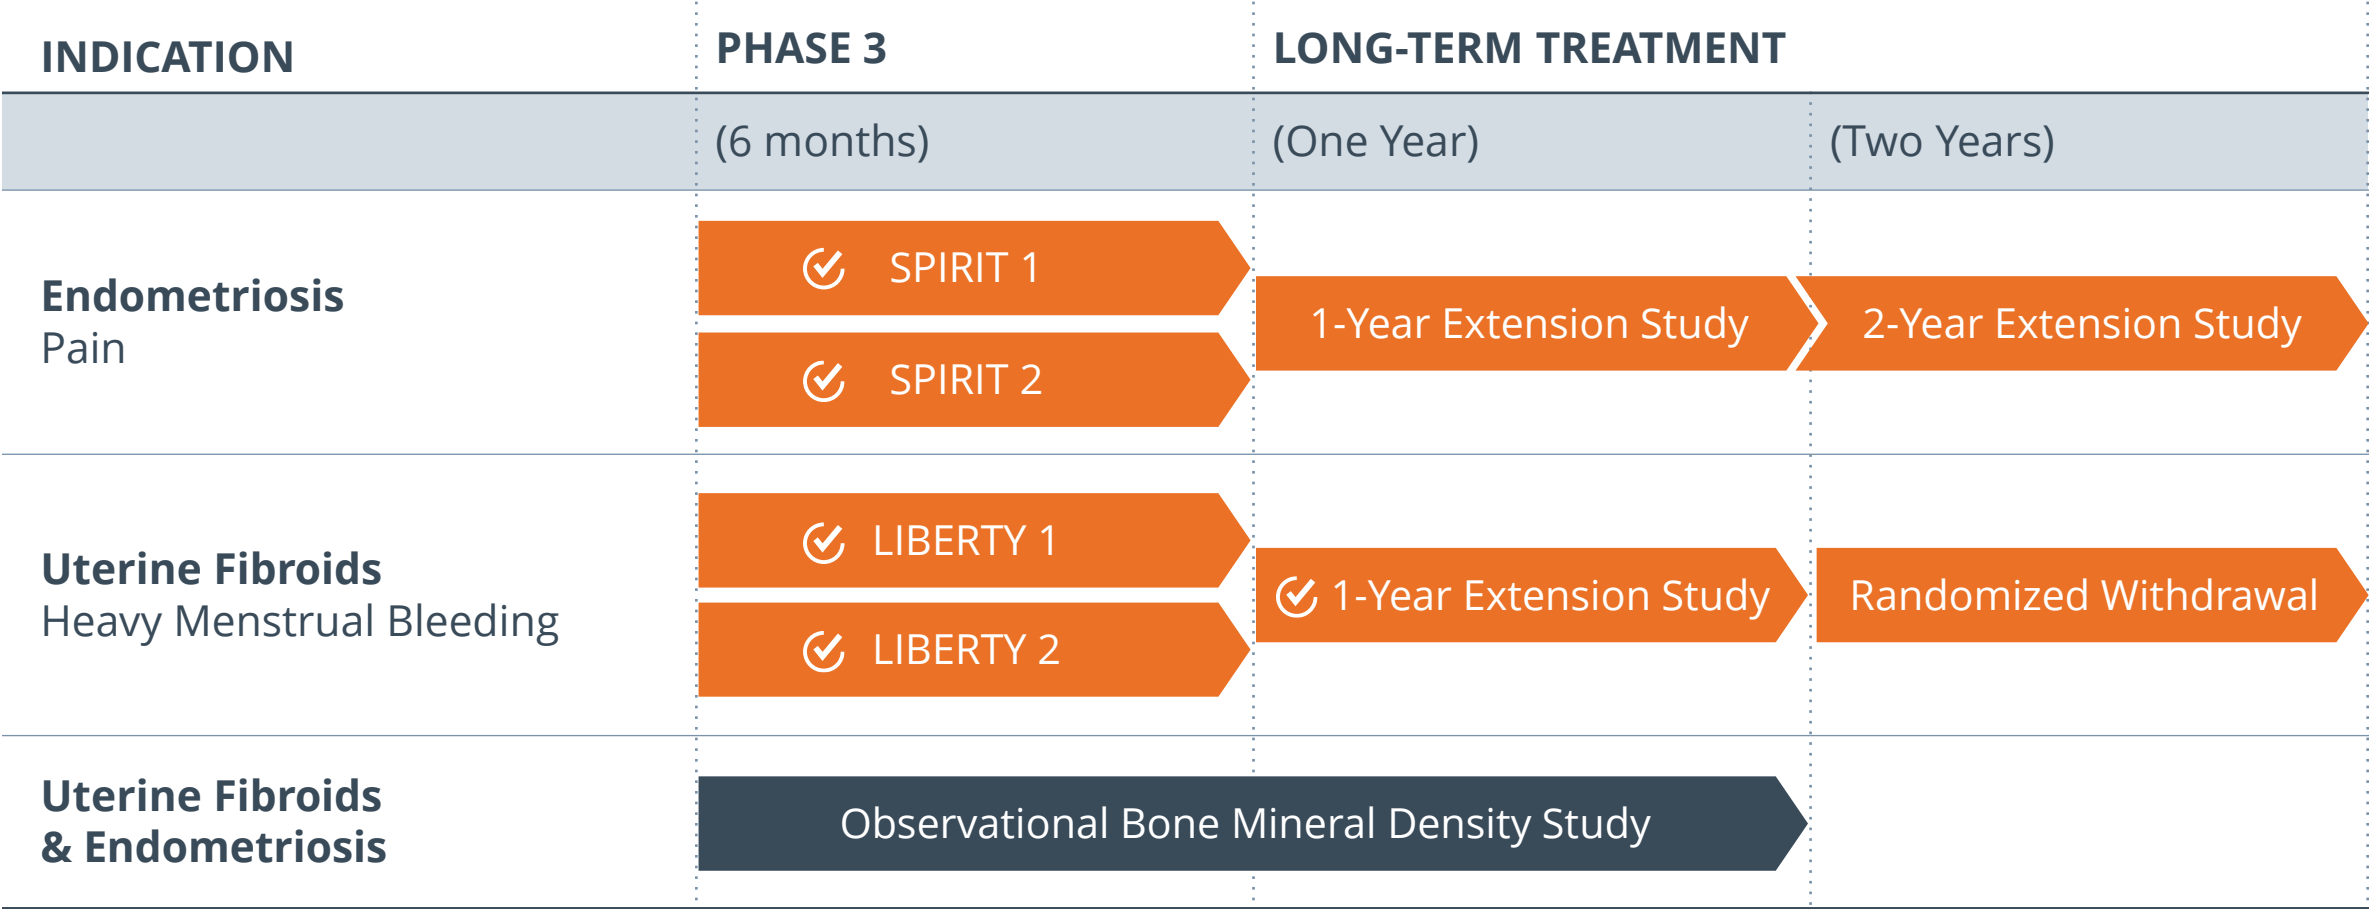 INDICATION
PHASE 3
LONG-TERM TREATMENT
(6 months)
(One Year)
(Two Years)
Endometriosis
Pain
SPIRIT 1
SPIRIT 2
1-Year Extension Study
2-Year Extension Study
Uterine Fibroids
Heavy Menstrual Bleeding
LIBERTY 1
LIBERTY 2
1-Year Extension Study
Randomized Withdrawal
Uterine Fibroids
& Endometriosis
Observational Bone Mineral Density Study